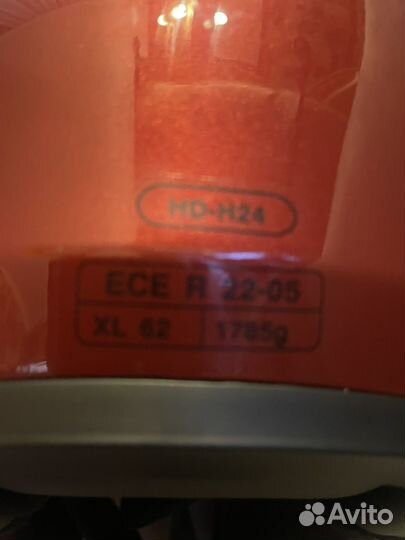 HD-H24
ECE R 22-05
XL 62 1785g
Avito